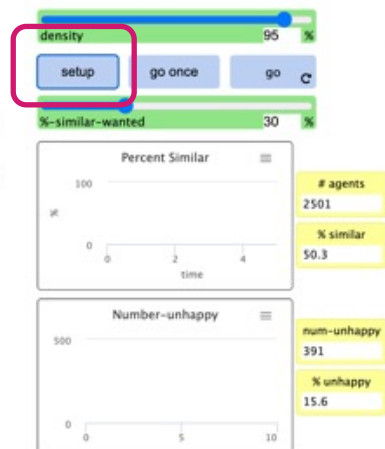 density 95 %
setup go once go
%-similar-wanted 30 %
Percent Similar
100
%
0
0 2 4
time
# agents
2501
% similar
50.3
Number-unhappy
500
0
0 5 10
num-unhappy
391
% unhappy
15.6